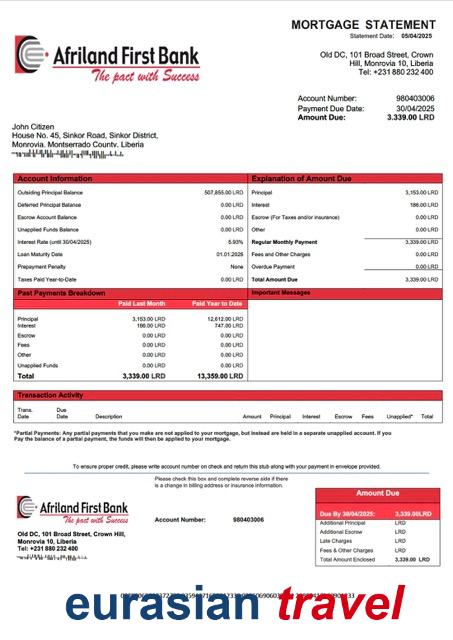 MORTGAGE STATEMENT
Statement Date: 05/04/2025
Afriland First Bank
The pact with Success
Old DC, 101 Broad Street, Crown
Hill, Monrovia 10, Liberia
Tel: +231 880 232 400
Account Number: 980403006
Payment Due Date: 30/04/2025
Amount Due: 3.339.00 LRD
John Citizen
House No. 45, Sinkor Road, Sinkor District,
Monrovia, Montserrado County, Liberia
Account Information
Outsiding Principal Balance 507,855.00 LRD
Deferred Principal Balance 0.00 LRD
Escrow Account Balance 0.00 LRD
Unapplied Funds Balance 0.00 LRD
Interest Rate (until 30/04/2025) 5.93%
Loan Maturity Date 01.01.2025
Prepayment Penalty None
Taxes Paid Year-to-Date 0.00 LRD
Explanation of Amount Due
Principal 3,153.00 LRD
Interest 186.00 LRD
Escrow (For Taxes and/or insurance) 0.00 LRD
Other 0.00 LRD
Regular Monthly Payment 3,339.00 LRD
Fees and Other Charges 0.00 LRD
Overdue Payment 0.00 LRD
Total Amount Due 3,339.00 LRD
Past Payments Breakdown
Paid Last Month Paid Year to Date
Principal 3,153.00 LRD 12,612.00 LRD
Interest 186.00 LRD 747.00 LRD
Escrow 0.00 LRD 0.00 LRD
Fees 0.00 LRD 0.00 LRD
Other 0.00 LRD 0.00 LRD
Unapplied Funds 0.00 LRD 0.00 LRD
Total 3,339.00 LRD 13,359.00 LRD
Important Messages
Transaction Activity
Trans. Date Due Date Description Amount Principal Interest Escrow Fees Unapplied* Total
*Partial Payments: Any partial payments that you make are not applied to your mortgage, but instead are held in a separate unapplied account. If you
Pay the balance of a partial payment, the funds will then be applied to your mortgage.
To ensure proper credit, please write account number on check and return this stub along with your payment in envelope provided.
Please check this box and complete reverse side if there
is a change in billing address or insurance information.
Afriland First Bank
The pact with Success
Account Number: 980403006
Old DC, 101 Broad Street, Crown Hill,
Monrovia 10, Liberia
Tel: +231 880 232 400
Amount Due
Due By 30/04/2025: 3,339.00LRD
Additional Principal LRD
Additional Escrow LRD
Late Charges LRD
Fees & Other Charges LRD
Total Amount Enclosed 3,339.00 LRD
eurasian travel